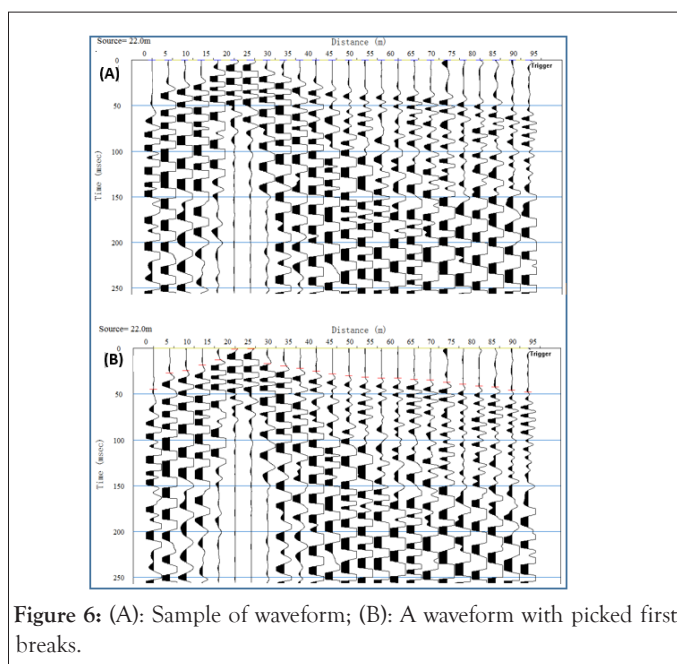 Source= 22.0m
Distance (m)
0 5 10 15 20 25 30 35 40 45 50 55 60 65 70 75 80 85 90 95
(A)
Trigger
0
50
100
150
200
250
Time (msec)
Source= 22.0m
Distance (m)
0 5 10 15 20 25 30 35 40 45 50 55 60 65 70 75 80 85 90 95
(B)
Trigger
0
50
100
150
200
250
Time (msec)
Figure 6: (A): Sample of waveform; (B): A waveform with picked first
breaks.